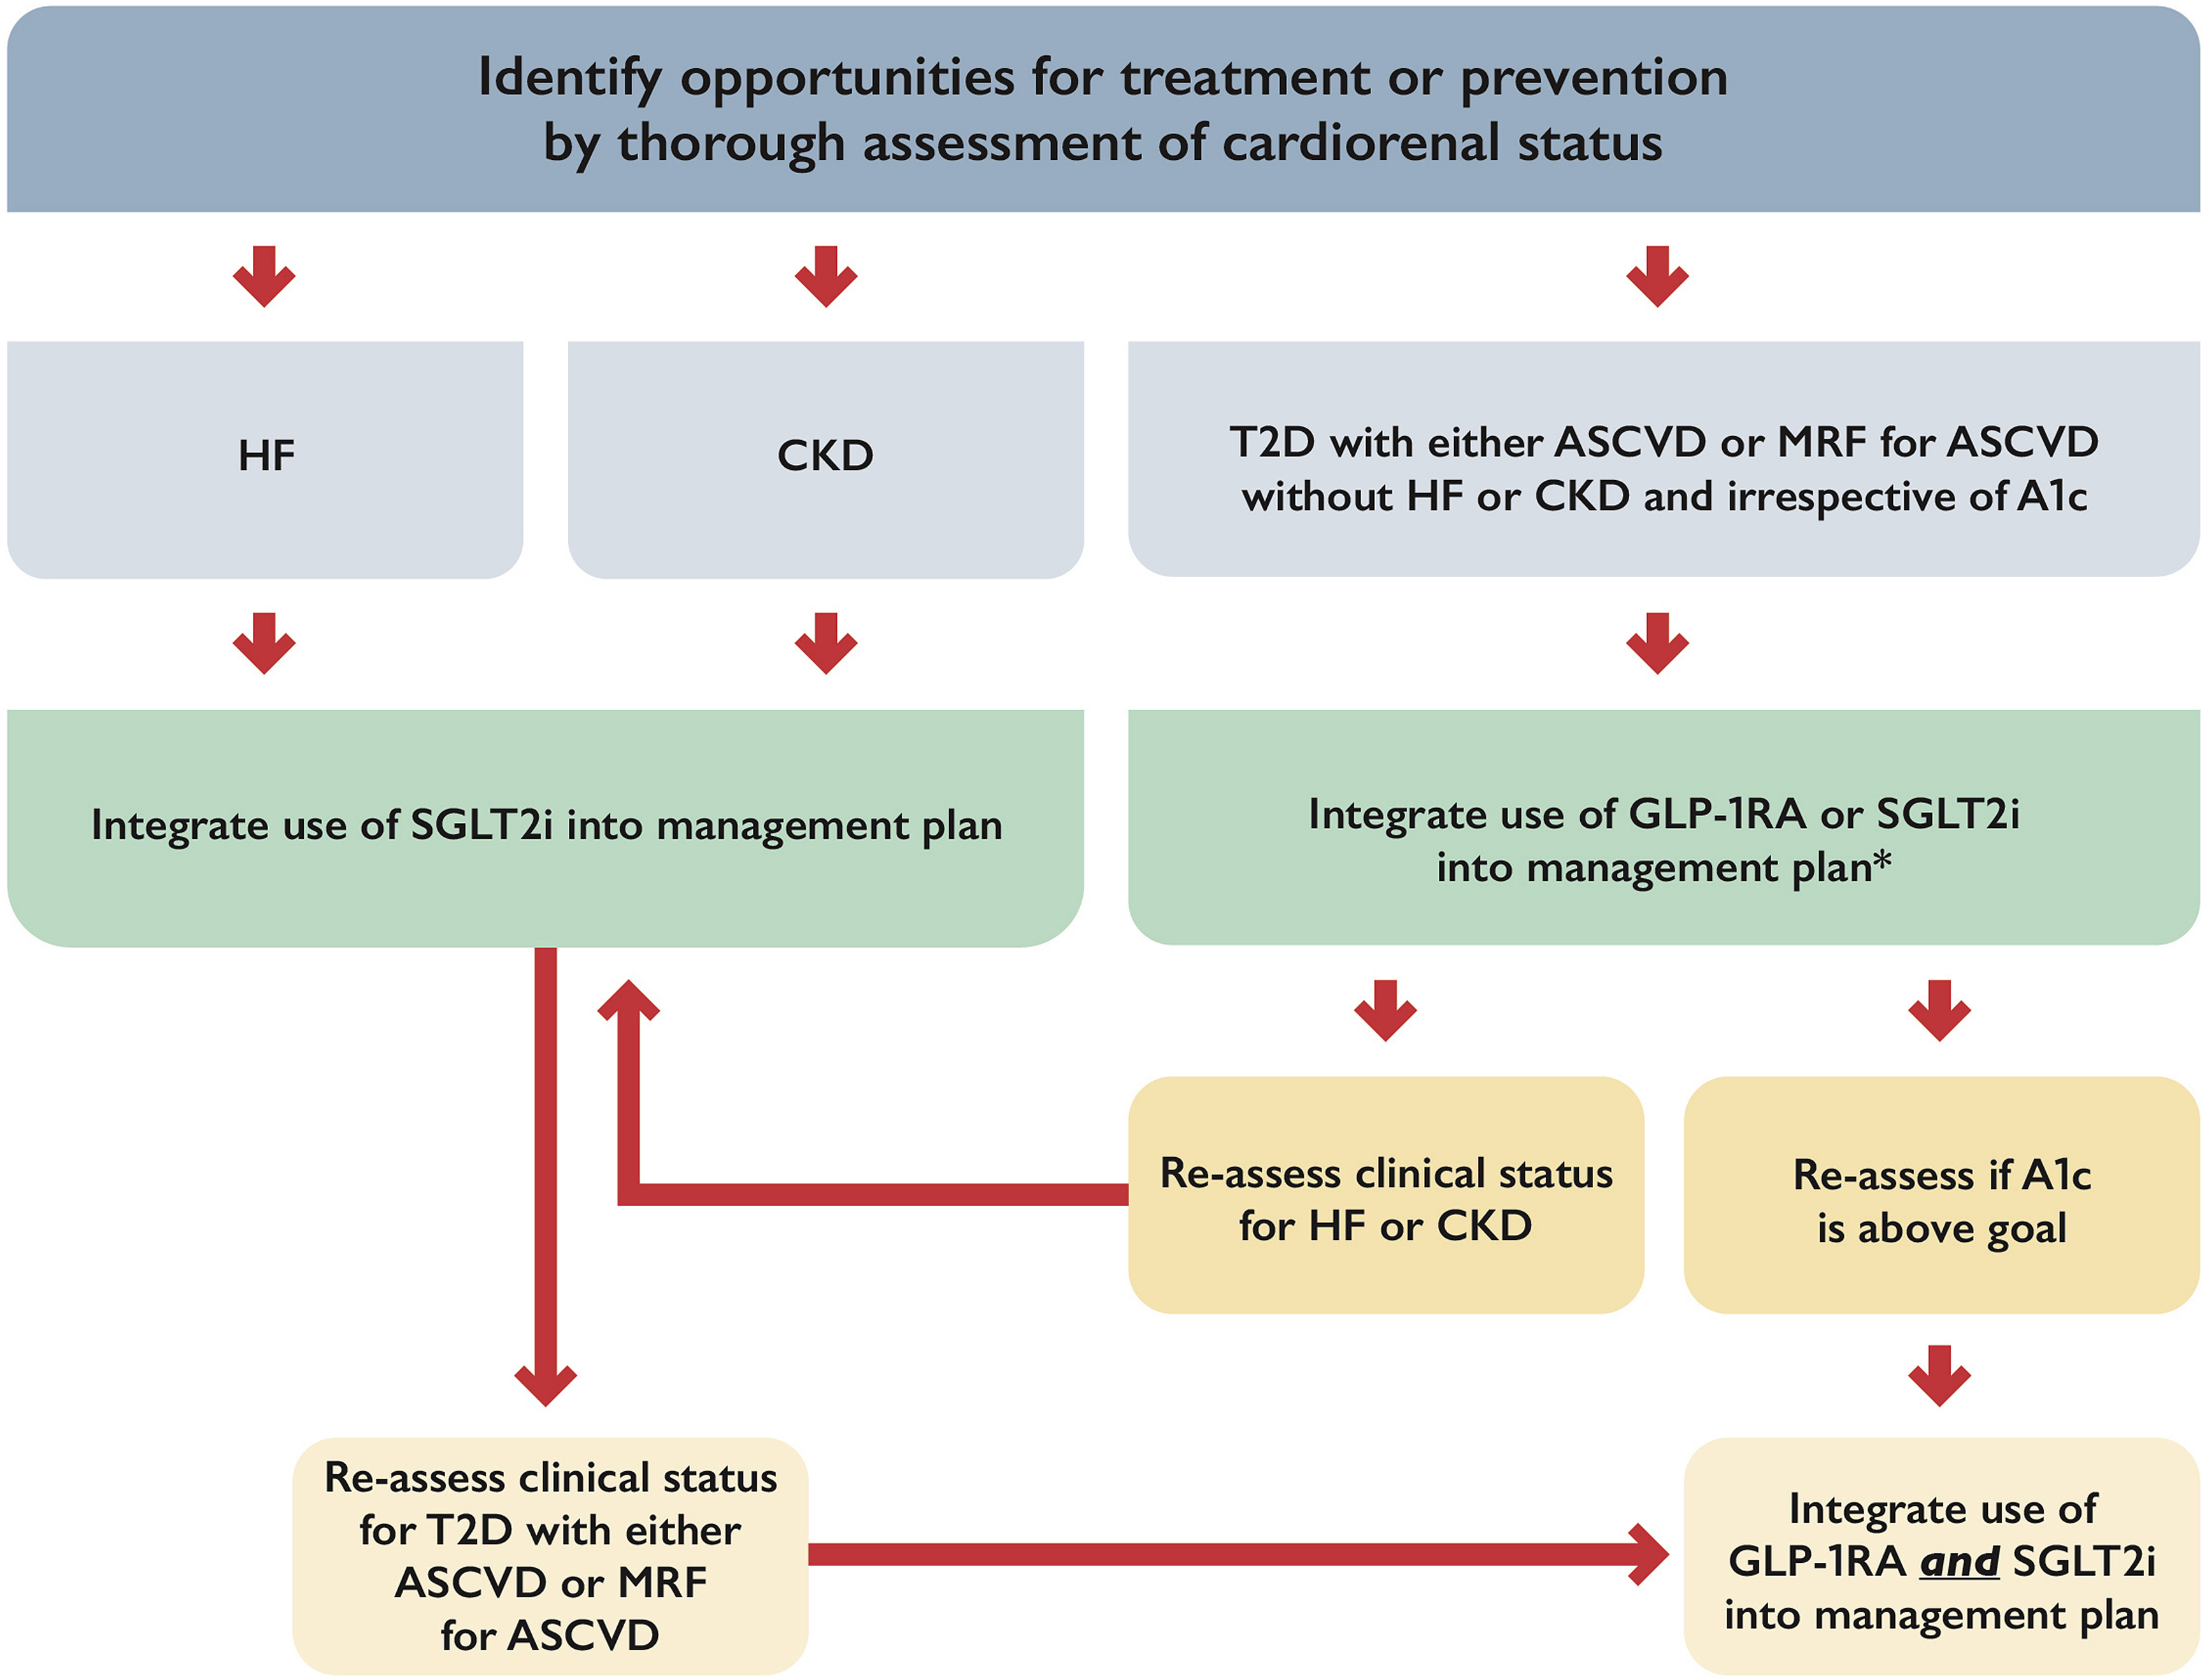 Identify opportunities for treatment or prevention
by thorough assessment of cardiorenal status
HF
CKD
T2D with either ASCVD or MRF for ASCVD
without HF or CKD and irrespective of A1c
Integrate use of SGLT2i into management plan
Integrate use of GLP-1RA or SGLT2i
into management plan*
Re-assess clinical status
for HF or CKD
Re-assess if A1c
is above goal
Re-assess clinical status
for T2D with either
ASCVD or MRF
for ASCVD
Integrate use of
GLP-1RA and SGLT2i
into management plan